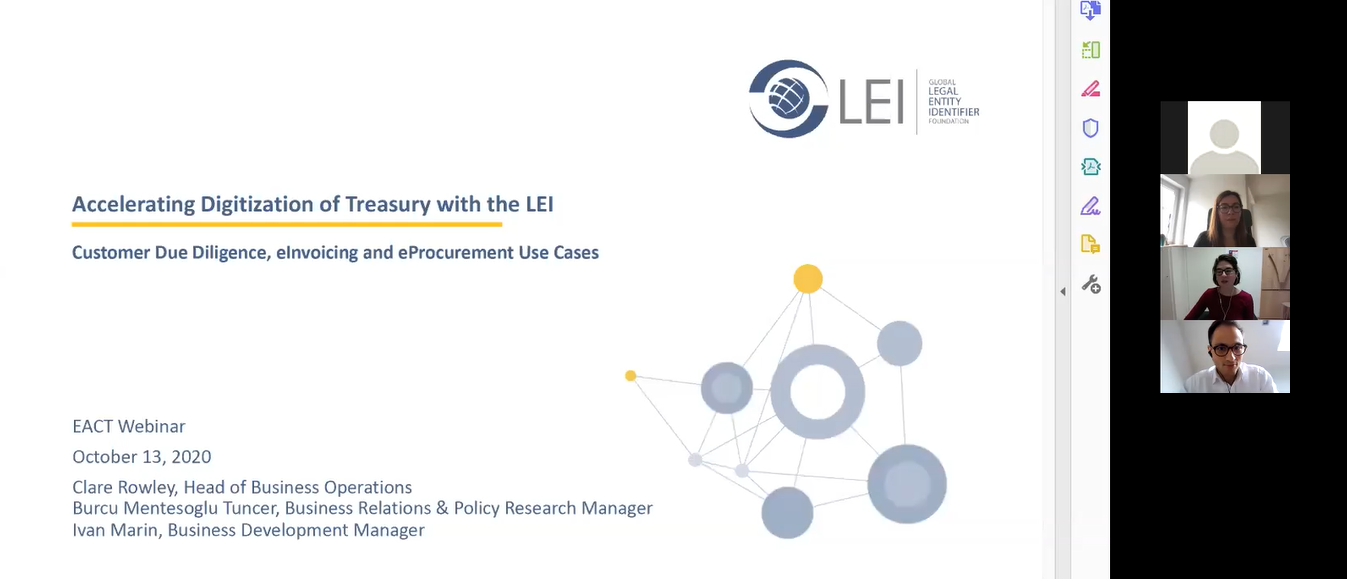 LEI
GLOBAL
LEGAL
ENTITY
IDENTIFIER
FOUNDATION
Accelerating Digitization of Treasury with the LEI
Customer Due Diligence, eInvoicing and eProcurement Use Cases
EACT Webinar
October 13, 2020
Clare Rowley, Head of Business Operations
Burcu Mentesoglu Tuncer, Business Relations & Policy Research Manager
Ivan Marin, Business Development Manager